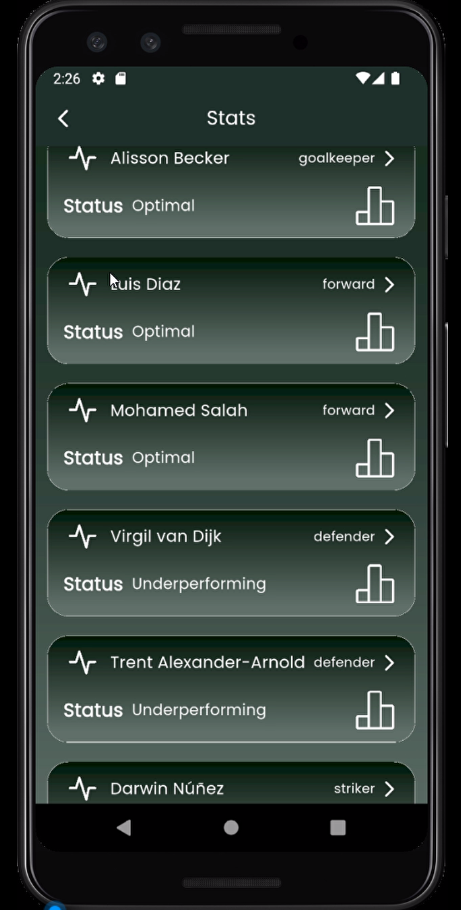 2:26
Stats
Alisson Becker goalkeeper
Status Optimal
Luis Diaz forward
Status Optimal
Mohamed Salah forward
Status Optimal
Virgil van Dijk defender
Status Underperforming
Trent Alexander-Arnold defender
Status Underperforming
Darwin Núñez striker